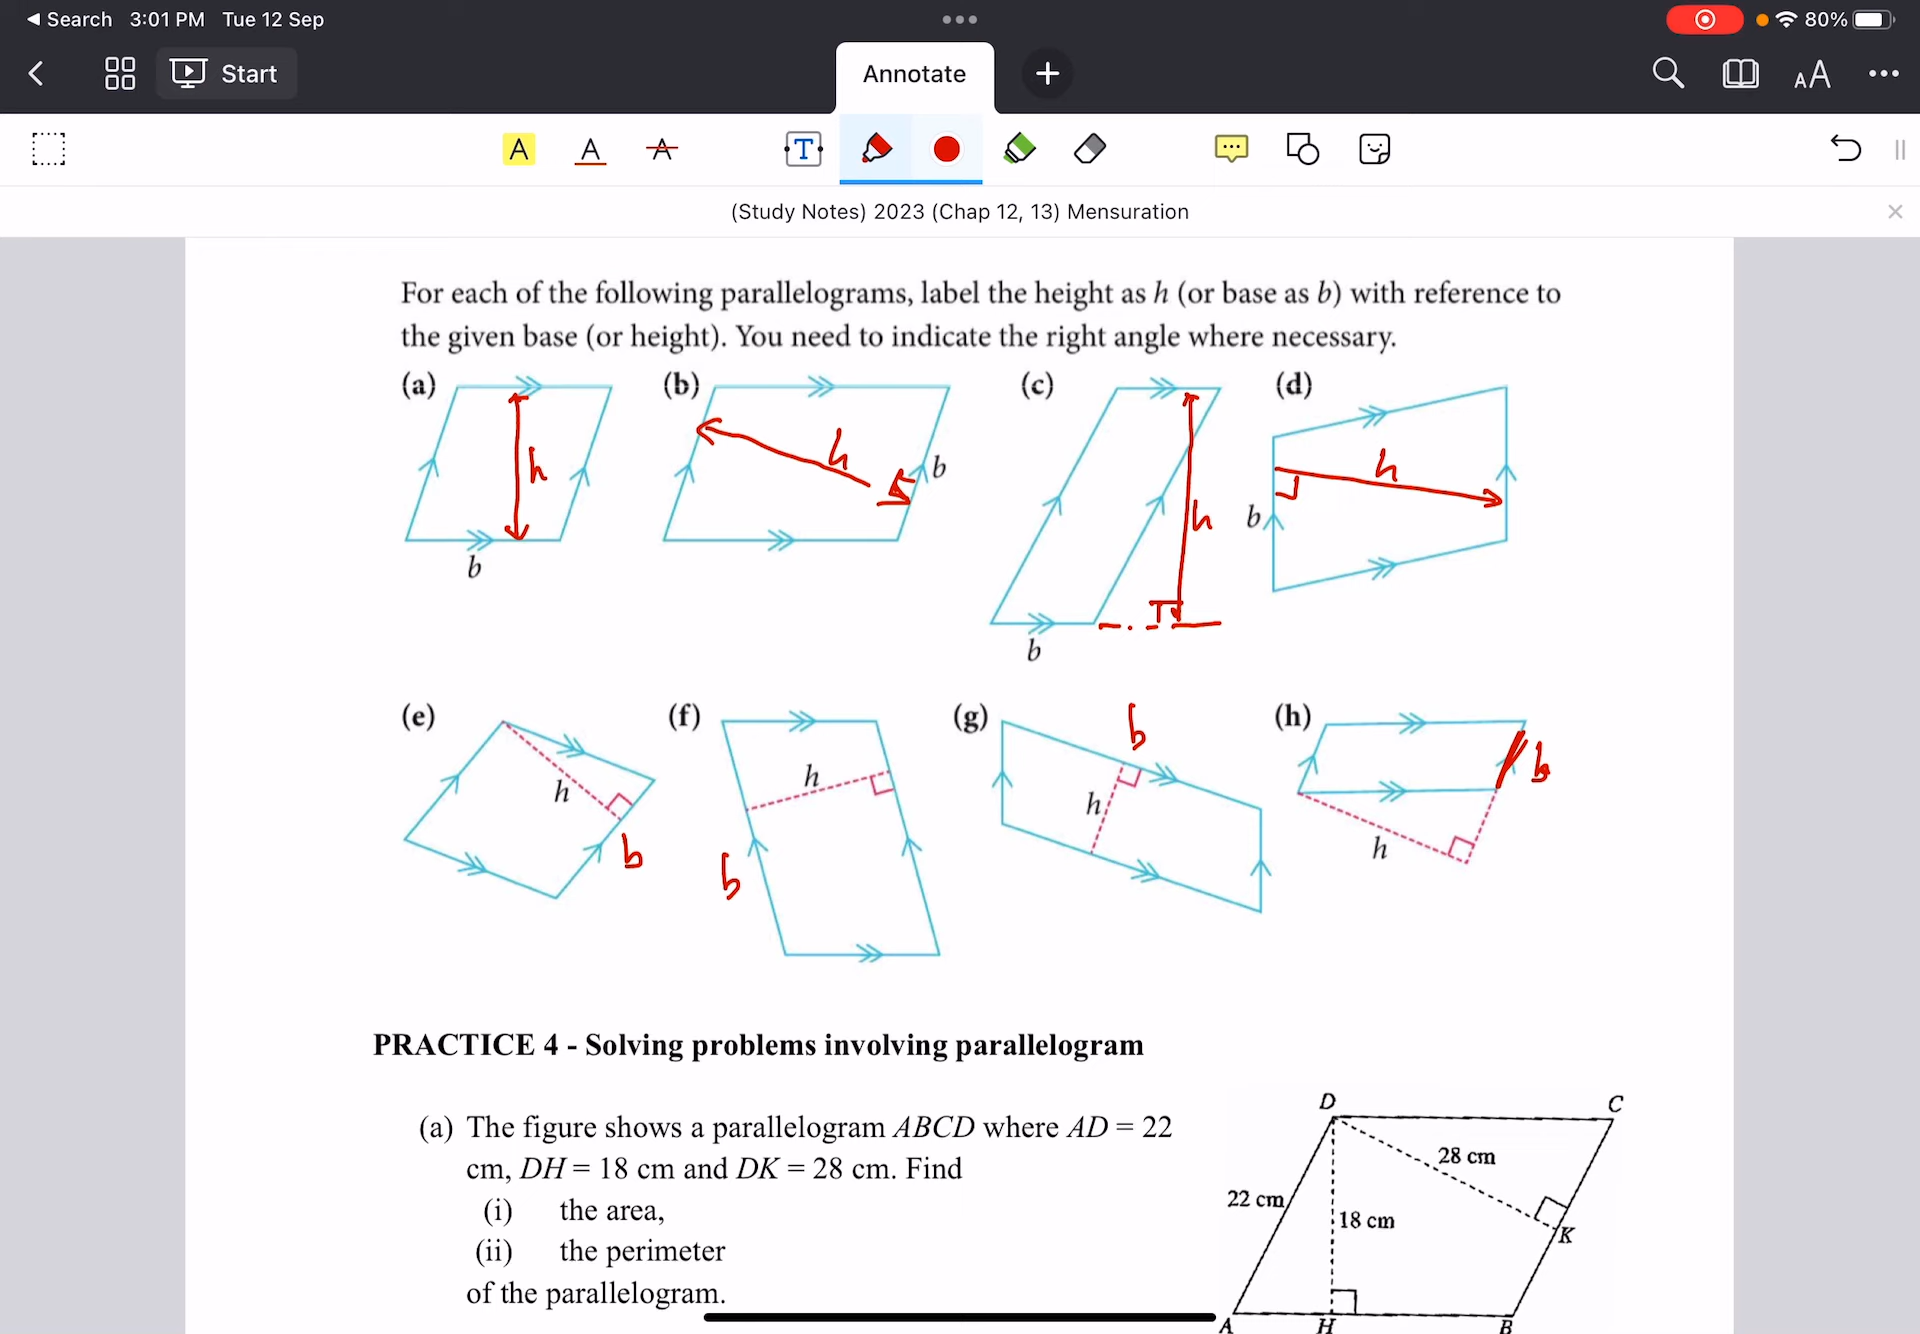 Search 3:01 PM Tue 12 Sep
80%
Start
Annotate
AA
A A A T
(Study Notes) 2023 (Chap 12, 13) Mensuration
For each of the following parallelograms, label the height as h (or base as b) with reference to
the given base (or height). You need to indicate the right angle where necessary.
(a) (b) (c) (d)
h h b h h b
b
b
(e) (f) (g) (h)
h b h b h b h b
PRACTICE 4 - Solving problems involving parallelogram
(a) The figure shows a parallelogram ABCD where AD = 22
cm, DH = 18 cm and DK = 28 cm. Find
(i) the area,
(ii) the perimeter
of the parallelogram.
D C
28 cm
22 cm
18 cm
K
A H B